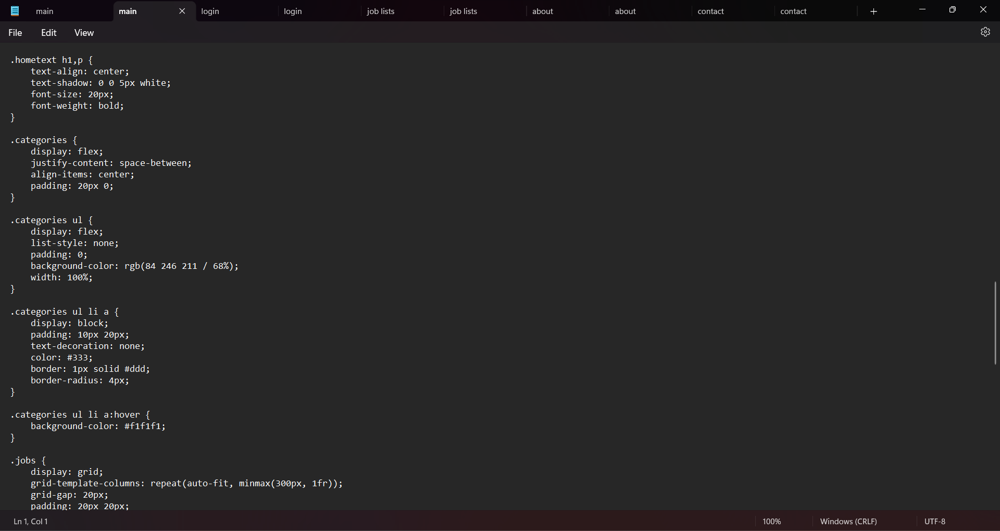 main
main
login
login
job lists
job lists
about
about
contact
contact
File Edit View
.hometext h1,p {
    text-align: center;
    text-shadow: 0 0 5px white;
    font-size: 20px;
    font-weight: bold;
}
.categories {
    display: flex;
    justify-content: space-between;
    align-items: center;
    padding: 20px 0;
}
.categories ul {
    display: flex;
    list-style: none;
    padding: 0;
    background-color: rgb(84 246 211 / 68%);
    width: 100%;
}
.categories ul li a {
    display: block;
    padding: 10px 20px;
    text-decoration: none;
    color: #333;
    border: 1px solid #ddd;
    border-radius: 4px;
}
.categories ul li a:hover {
    background-color: #f1f1f1;
}
.jobs {
    display: grid;
    grid-template-columns: repeat(auto-fit, minmax(300px, 1fr));
    grid-gap: 20px;
    padding: 20px 20px;
Ln 1, Col 1
100%
Windows (CRLF)
UTF-8